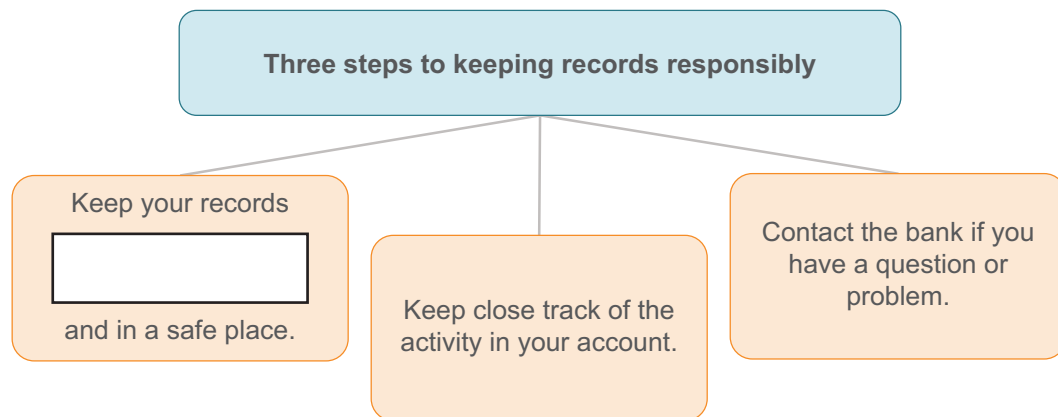 Three steps to keeping records responsibly
Keep your records
and in a safe place.
Keep close track of the
activity in your account.
Contact the bank if you
have a question or
problem.